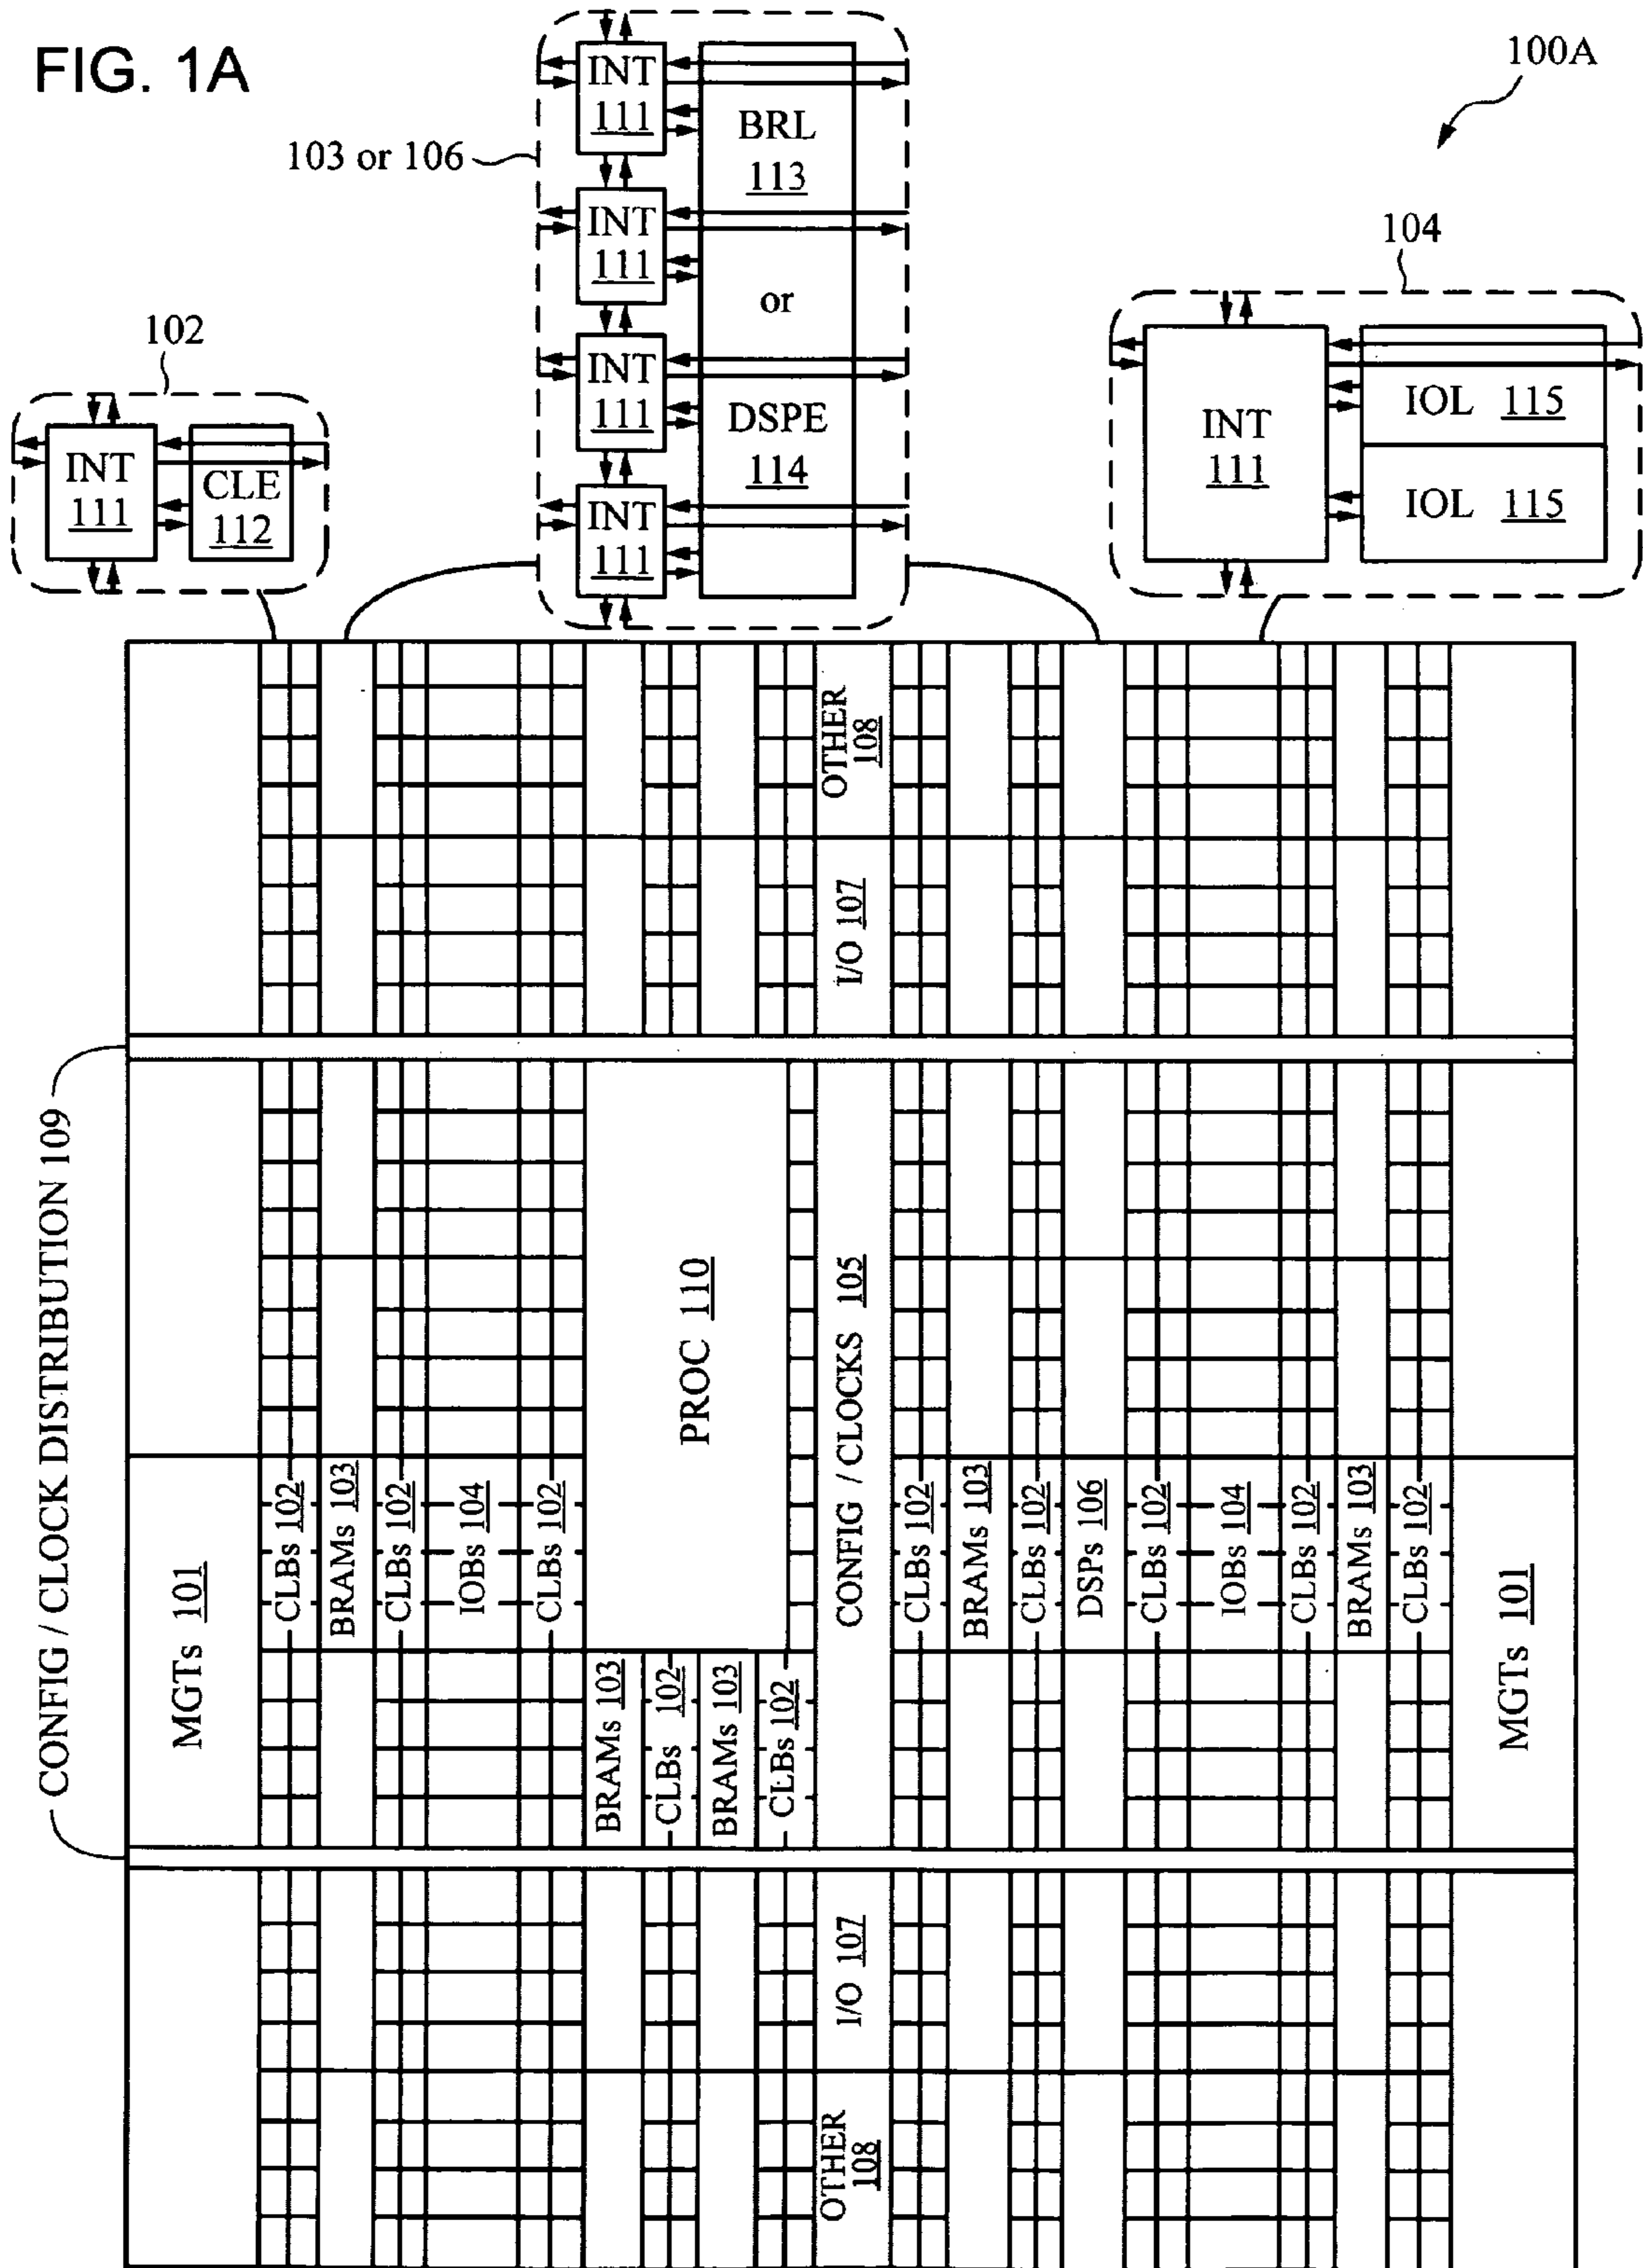 FIG. 1A
100A
103 or 106
INT
111
INT
111
INT
111
INT
111
BRL
113
or
DSPE
114
104
INT
111
IOL 115
IOL 115
102
INT
111
CLE
112
OTHER
108
I/O 107
CONFIG / CLOCK DISTRIBUTION 109
PROC 110
CONFIG / CLOCKS 105
MGTs 101
CLBs 102
BRAMs 103
CLBs 102
IOBs 104
CLBs 102
CLBs 102
BRAMs 103
CLBs 102
DSPs 106
CLBs 102
IOBs 104
CLBs 102
BRAMs 103
CLBs 102
MGTs 101
BRAMs 103
CLBs 102
BRAMs 103
CLBs 102
I/O 107
OTHER
108